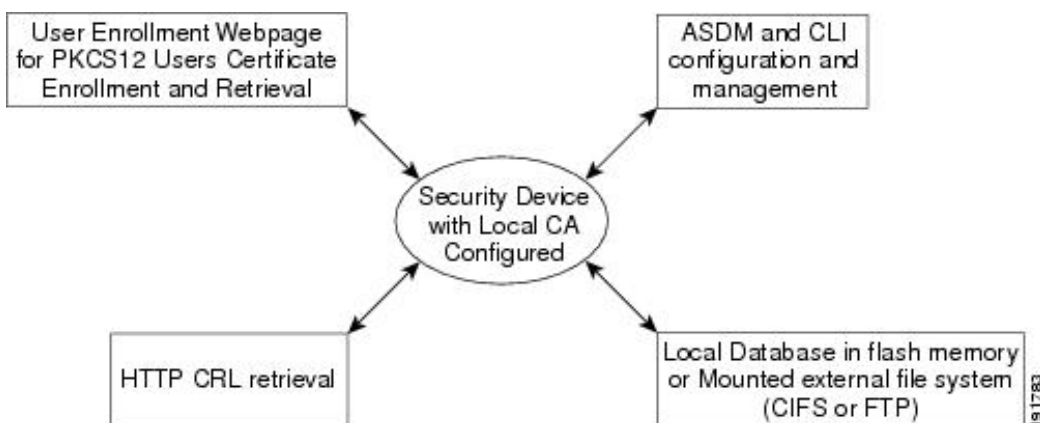 User Enrollment Webpage
for PKCS12 Users Certificate
Enrollment and Retrieval
ASDM and CLI
configuration and
management
Security Device
with Local CA
Configured
HTTP CRL retrieval
Local Database in flash memory
or Mounted external file system
(CIFS or FTP)
191783